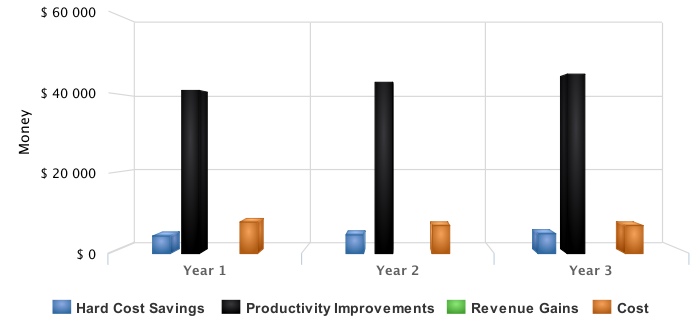 $ 60 000
$ 40 000
$ 20 000
$ 0
Money
Year 1
Year 2
Year 3
Hard Cost Savings
Productivity Improvements
Revenue Gains
Cost